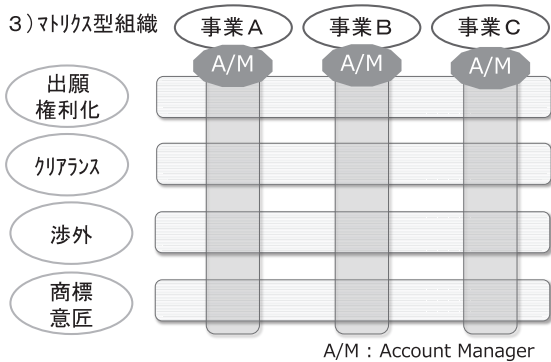 3）ﾏﾄﾘｸｽ型組織
事業A
事業B
事業C
A/M
A/M
A/M
出願
権利化
ｸﾘｱﾗﾝｽ
渉外
商標
意匠
A/M : Account Manager